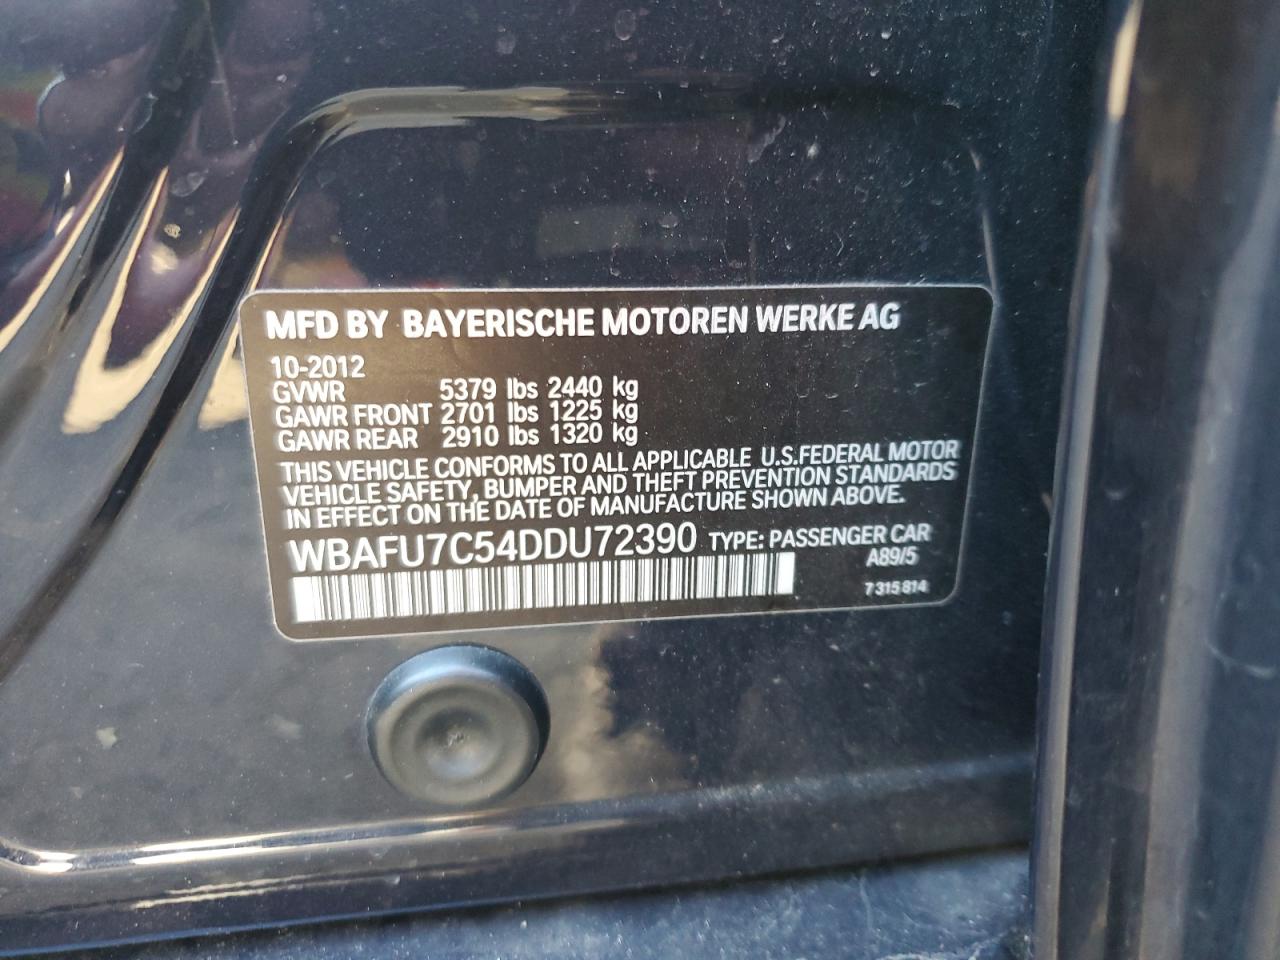 MFD BY BAYERISCHE MOTOREN WERKE AG
10-2012
GVWR 5379 lbs 2440 kg
GAWR FRONT 2701 lbs 1225 kg
GAWR REAR 2910 lbs 1320 kg
THIS VEHICLE CONFORMS TO ALL APPLICABLE U.S.FEDERAL MOTOR
VEHICLE SAFETY, BUMPER AND THEFT PREVENTION STANDARDS
IN EFFECT ON THE DATE OF MANUFACTURE SHOWN ABOVE.
WBAFU7C54DDU72390 TYPE: PASSENGER CAR
A89/5
7 315 814